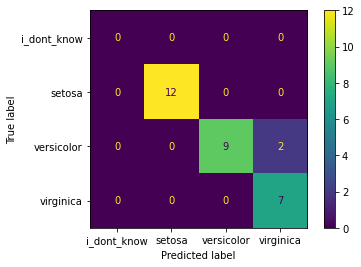 i_dont_know 0 0 0 0
setosa 0 12 0 0
versicolor 0 0 9 2
virginica 0 0 0 7
i_dont_know setosa versicolor virginica
Predicted label
True label
12
10
8
6
4
2
0